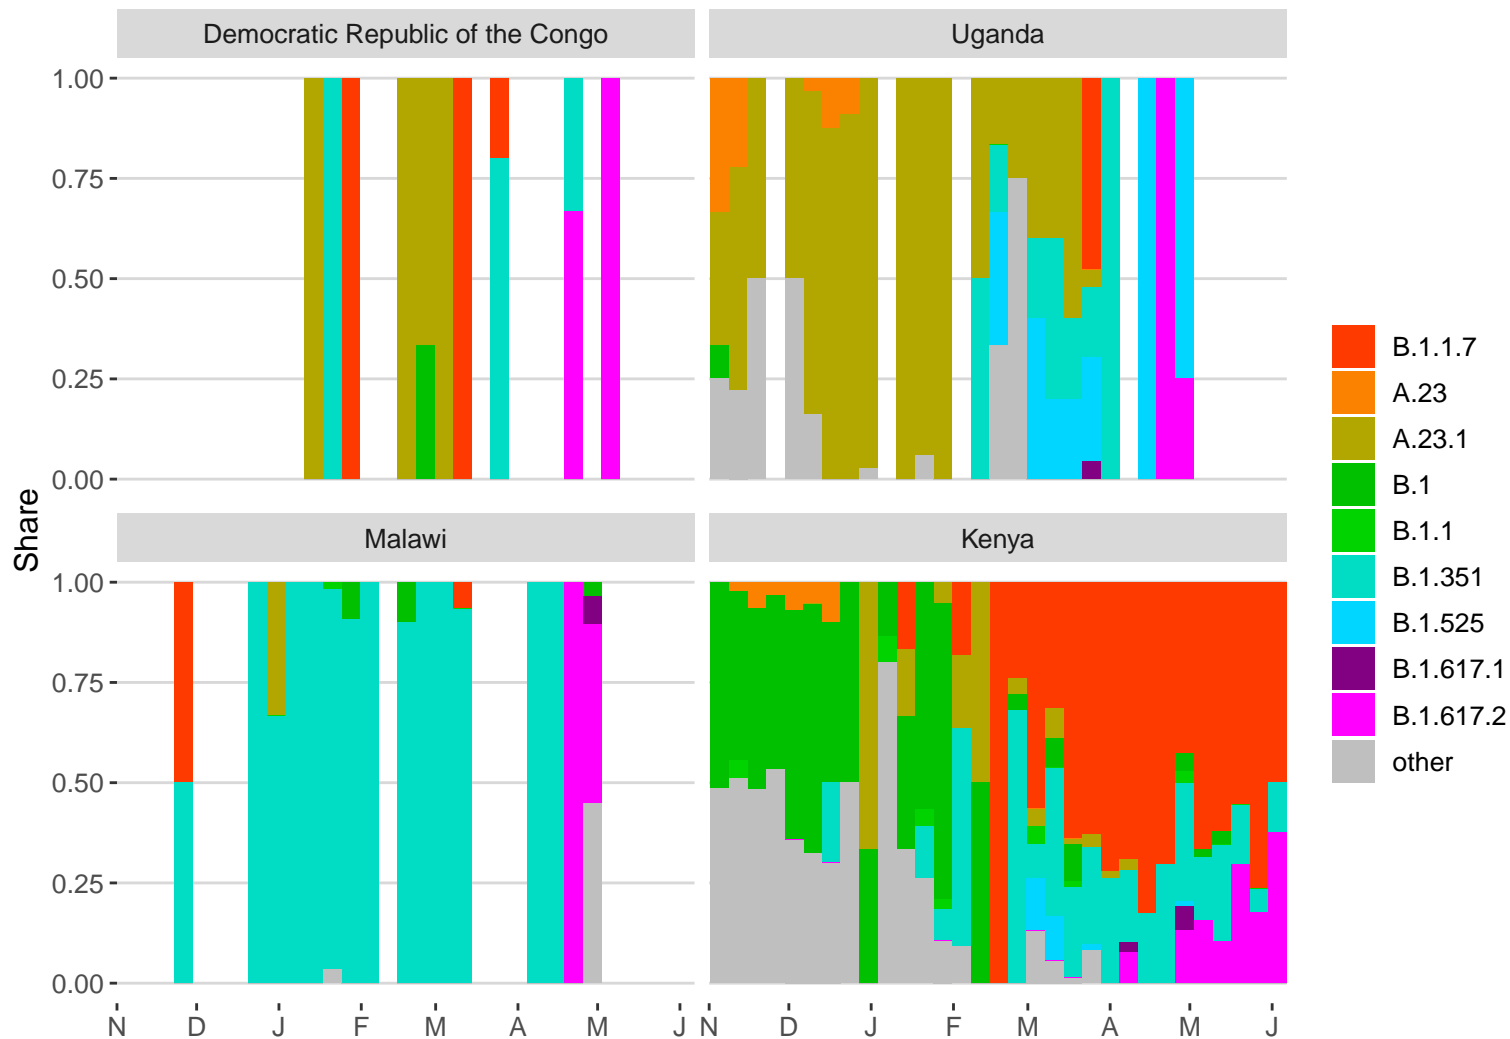 Democratic Republic of the Congo
Uganda
1.00
0.75
0.50
0.25
0.00
Share
Malawi
Kenya
1.00
0.75
0.50
0.25
0.00
N D J F M A M J
N D J F M A M J
B.1.1.7
A.23
A.23.1
B.1
B.1.1
B.1.351
B.1.525
B.1.617.1
B.1.617.2
other